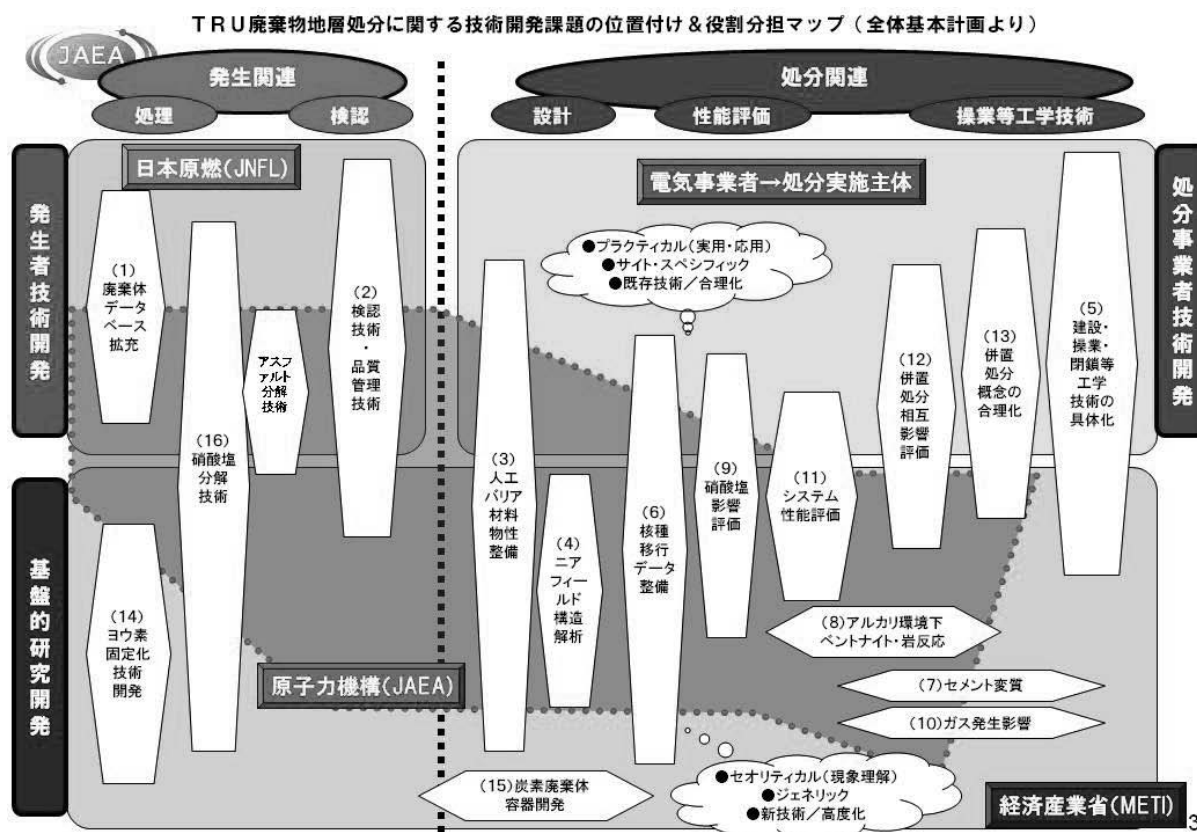 TRU廃棄物地層処分に関する技術開発課題の位置付け＆役割分担マップ（全体基本計画より）
JAEA
発生関連
処分関連
処理
検認
設計
性能評価
操業等工学技術
発生者技術開発
基盤的研究開発
処分事業者技術開発
日本原燃(JNFL)
電気事業者→処分実施主体
●プラクティカル(実用・応用)
●サイト・スペシフィック
●既存技術／合理化
(1)
廃棄体
データ
ベース
拡充
(16)
硝酸塩
分解
技術
アスフ
ァルト
分解
技術
(2)
検認
技術
・
品質
管理
技術
(14)
ヨウ素
固定化
技術
開発
(3)
人工
バリア
材料
物性
整備
(4)
ニア
フィー
ルド
構造
解析
(6)
核種
移行
データ
整備
(9)
硝酸塩
影響
評価
(11)
システム
性能評価
(12)
併置
処分
相互
影響
評価
(13)
併置
処分
概念の
合理化
(5)
建設・
操業・
閉鎖等
工学
技術の
具体化
(8)アルカリ環境下
ベントナイト・岩反応
(7)セメント変質
(10)ガス発生影響
原子力機構(JAEA)
(15)炭素廃棄体
容器開発
●セオリティカル(現象理解)
●ジェネリック
●新技術／高度化
経済産業省(METI)
3